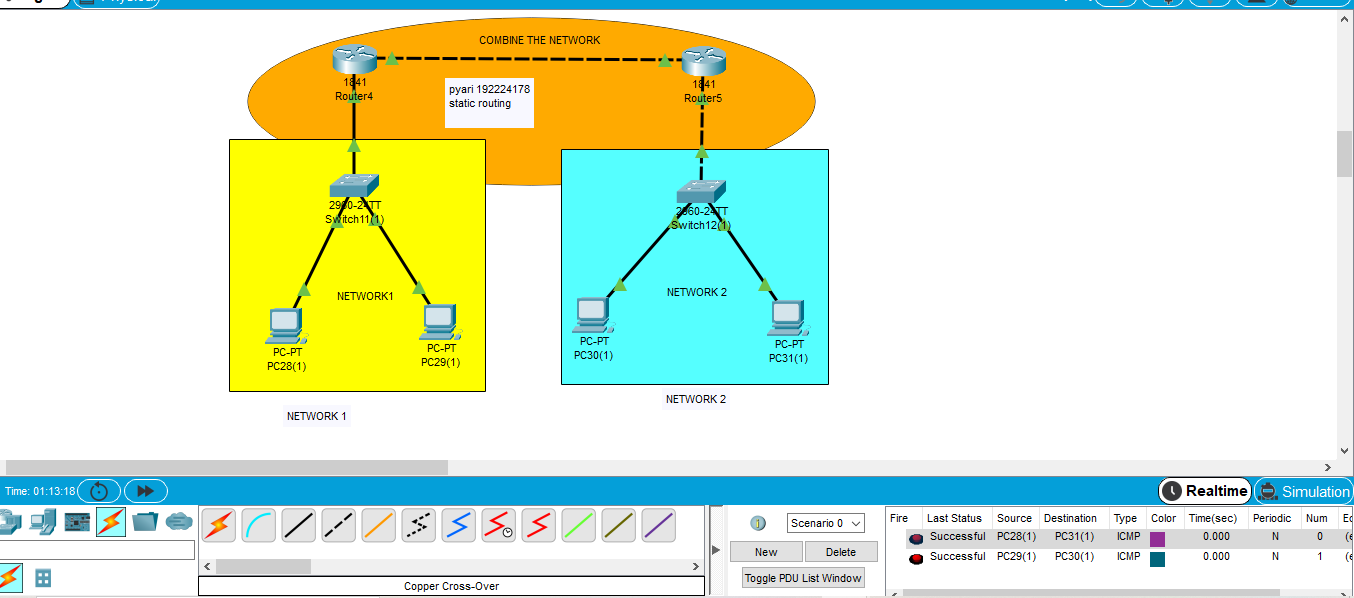 COMBINE THE NETWORK
1841
Router4
pyari 192224178
static routing
1841
Router5
2960-24TT
Switch11(1)
2960-24TT
Switch12(1)
NETWORK1
NETWORK 2
PC-PT
PC28(1)
PC-PT
PC29(1)
PC-PT
PC30(1)
PC-PT
PC31(1)
NETWORK 1
NETWORK 2
Time: 01:13:18
Realtime
Simulation
Scenario 0
New
Delete
Toggle PDU List Window
Copper Cross-Over
Fire Last Status Source Destination Type Color Time(sec) Periodic Num
Successful PC28(1) PC31(1) ICMP 0.000 N 0
Successful PC29(1) PC30(1) ICMP 0.000 N 1